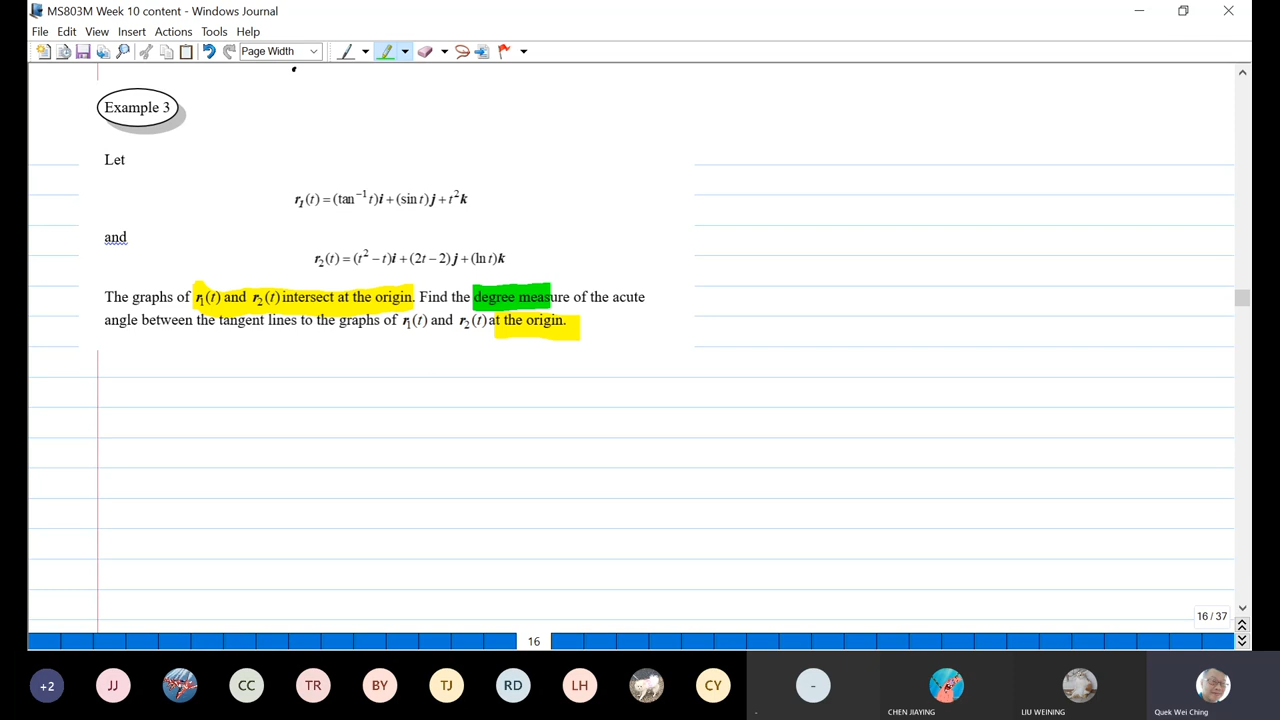 MS803M Week 10 content - Windows Journal
File Edit View Insert Actions Tools Help
Page Width
Example 3
Let
r₁(t) = (tan⁻¹ t)i + (sin t)j + t²k
and
r₂(t) = (t² − t)i + (2t − 2)j + (ln t)k
The graphs of r₁(t) and r₂(t) intersect at the origin. Find the degree measure of the acute
angle between the tangent lines to the graphs of r₁(t) and r₂(t) at the origin.
16 / 37
16
+2 JJ CC TR BY TJ RD LH CY -
- CHEN JIAYING LIU WEINING Quek Wei Ching